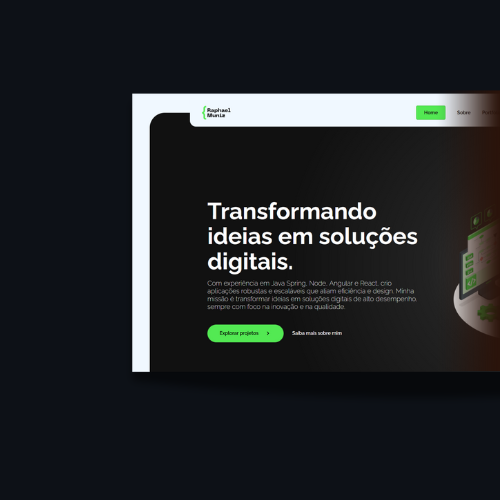 {Raphael
Muniz
Home
Sobre
Transformando
ideias em soluções
digitais.
Com experiência em Java Spring, Node, Angular e React, crio
aplicações robustas e escaláveis que aliam eficiência e design. Minha
missão é transformar ideias em soluções digitais de alto desempenho,
sempre com foco na inovação e na qualidade.
Explorar projetos >
Saiba mais sobre mim